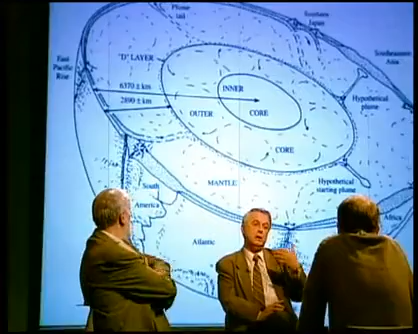 Plume
tail
Southern
Japan
East
Pacific
Rise
"D" LAYER
Southeastern
Asia
6370 ± km
2890 ± km
INNER
CORE
OUTER
CORE
Hypothetical
plume
MANTLE
Hypothetical
starting plume
South
America
Africa
Atlantic